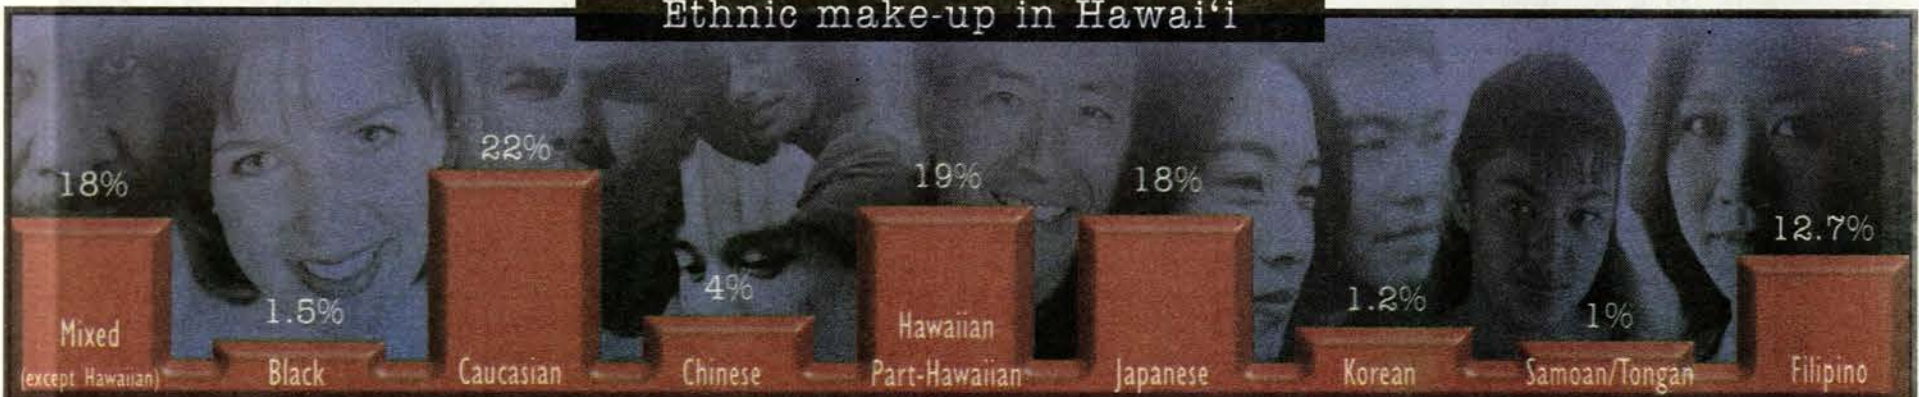 Ethnic make-up in Hawaiʻi
18%
Mixed
(except Hawaiian)
1.5%
Black
22%
Caucasian
4%
Chinese
19%
Hawaiian
Part-Hawaiian
18%
Japanese
1.2%
Korean
1%
Samoan/Tongan
12.7%
Filipino